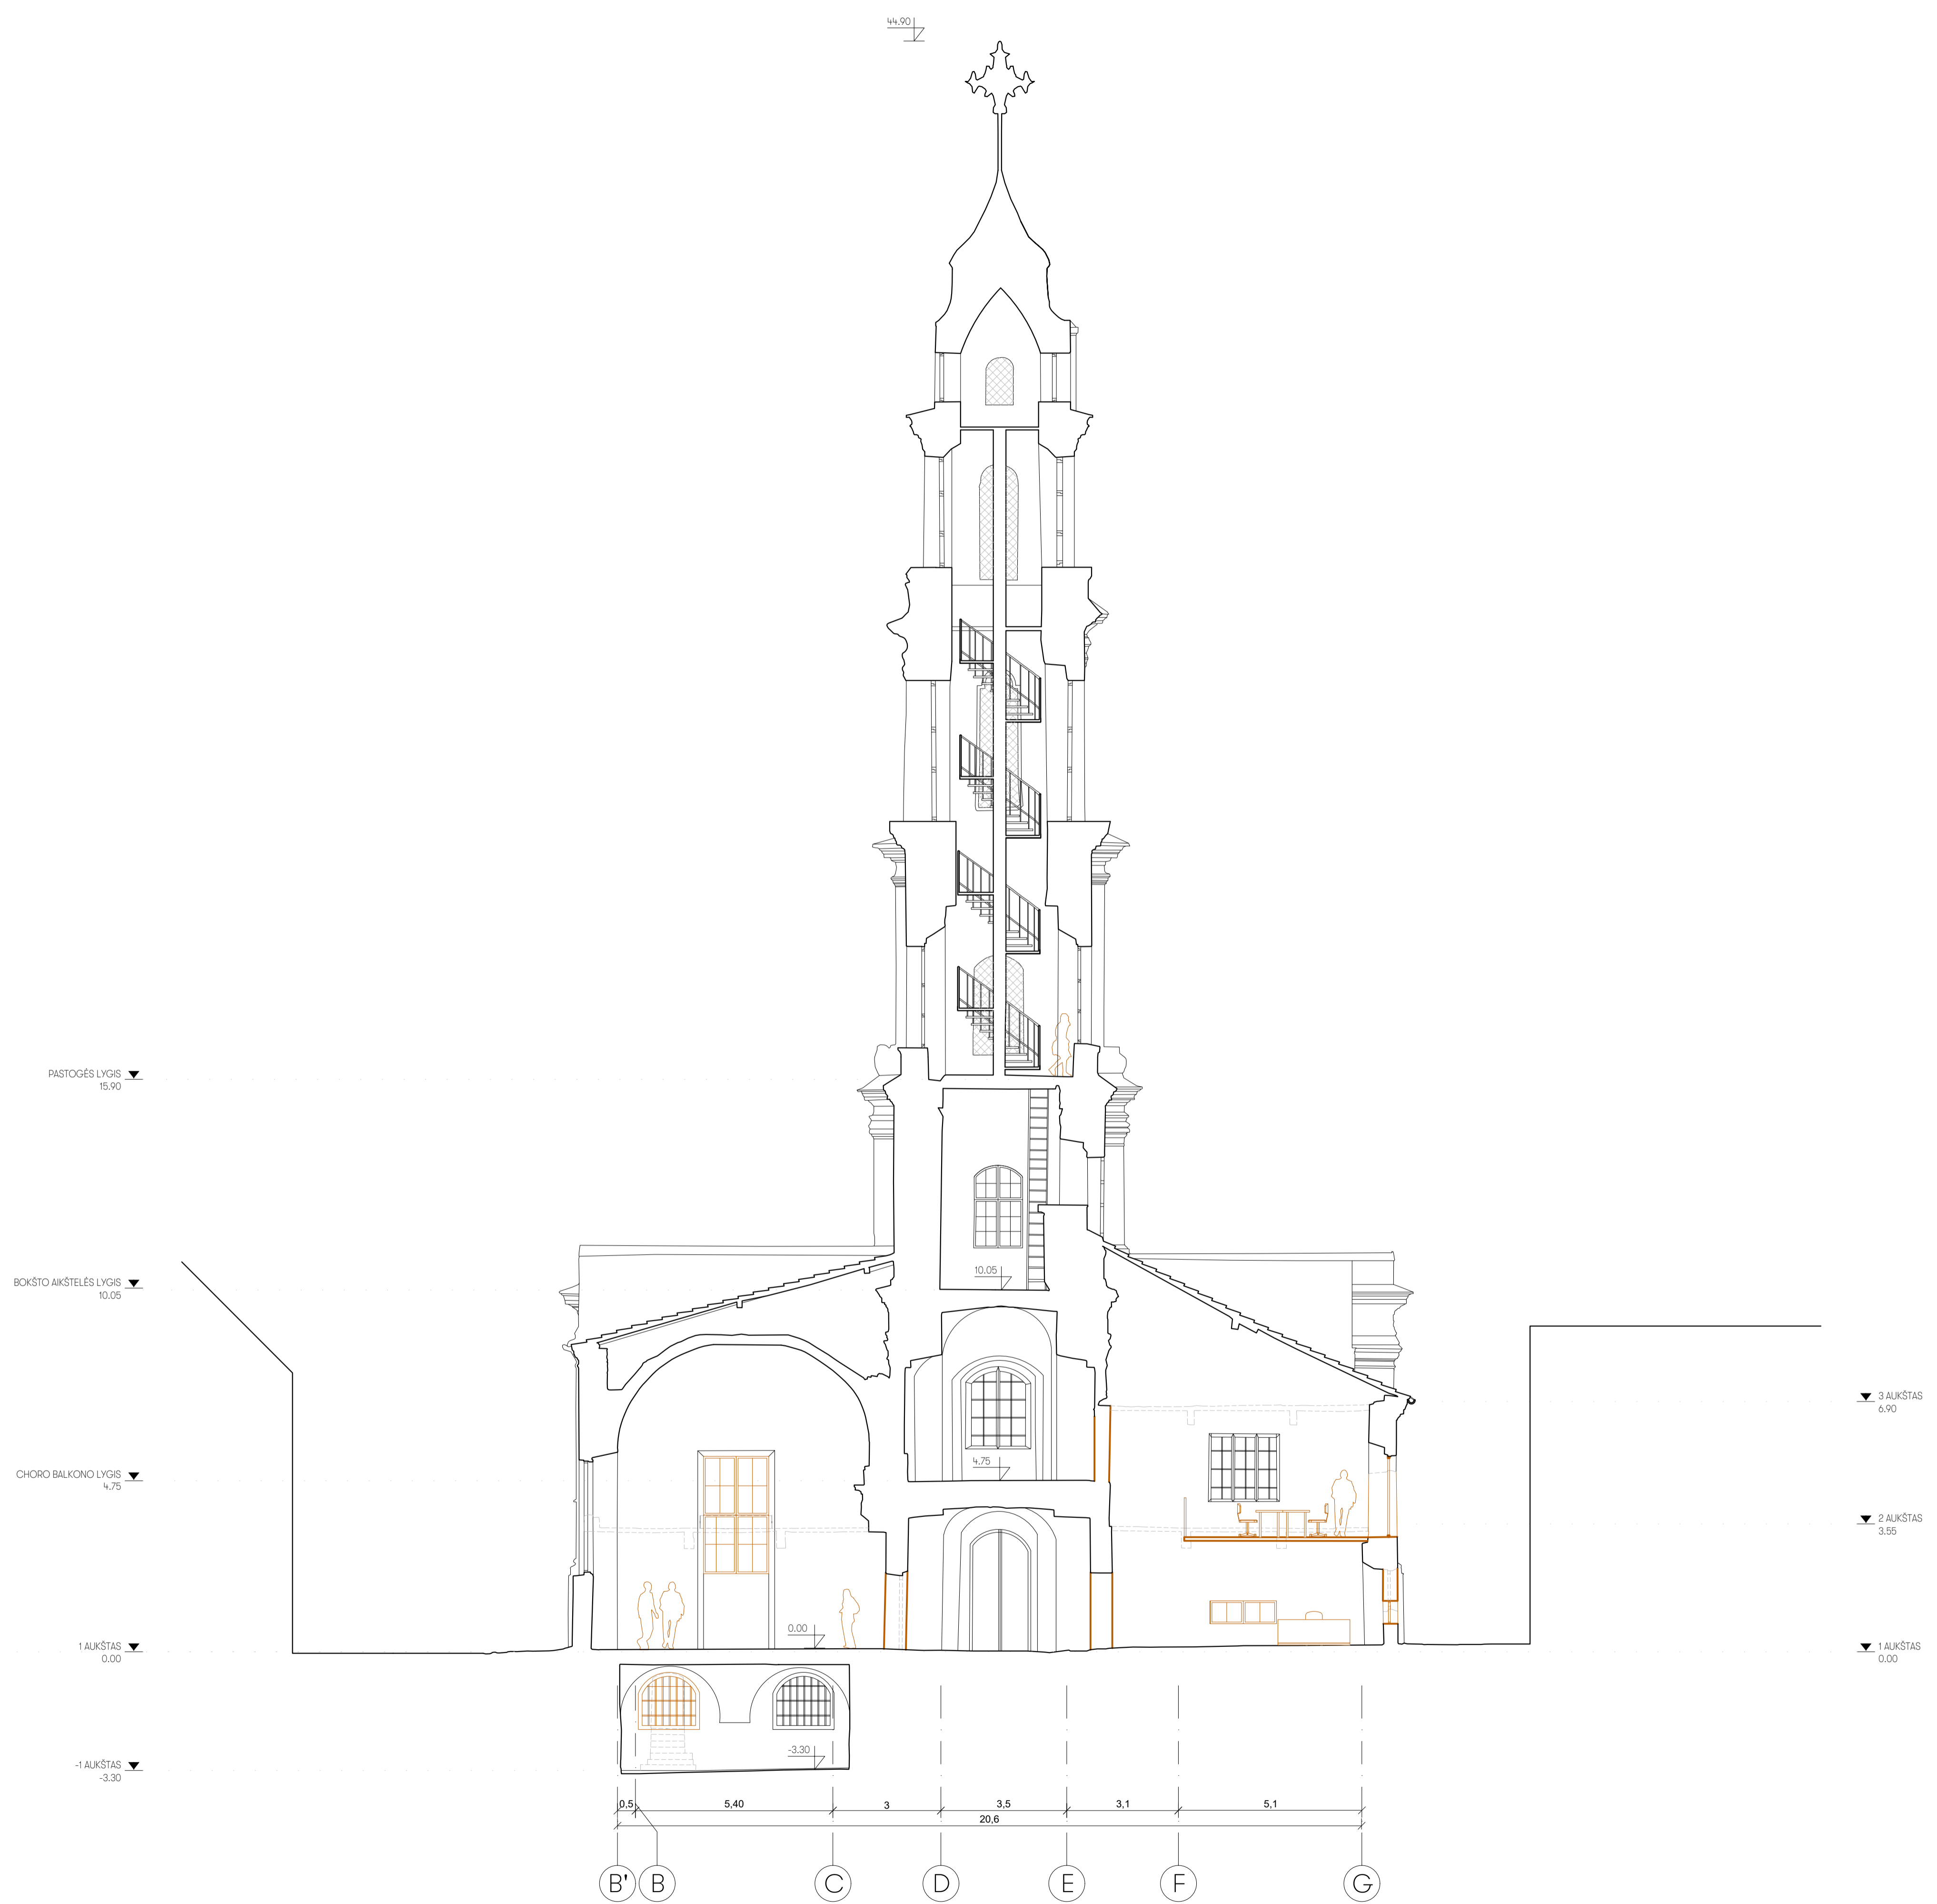 44.90
PASTOGĖS LYGIS
15.90
BOKŠTO AIKŠTELĖS LYGIS
10.05
10.05
3 AUKŠTAS
6.90
CHORO BALKONO LYGIS
4.75
4.75
2 AUKŠTAS
3.55
0.00
1 AUKŠTAS
0.00
1 AUKŠTAS
0.00
-3.30
-1 AUKŠTAS
-3.30
0,5 5,40 3 3,5 3,1 5,1
20,6
B' B C D E F G